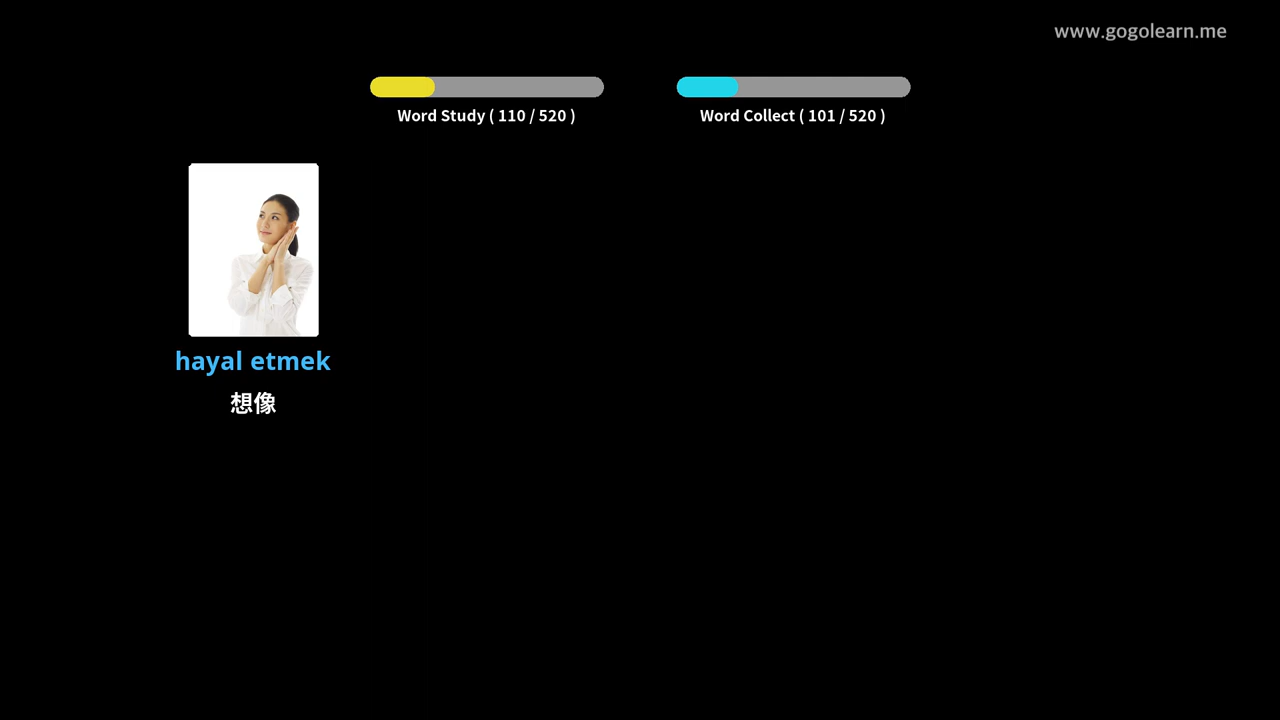 www.gogolearn.me
Word Study ( 110 / 520 )
Word Collect ( 101 / 520 )
hayal etmek
想像